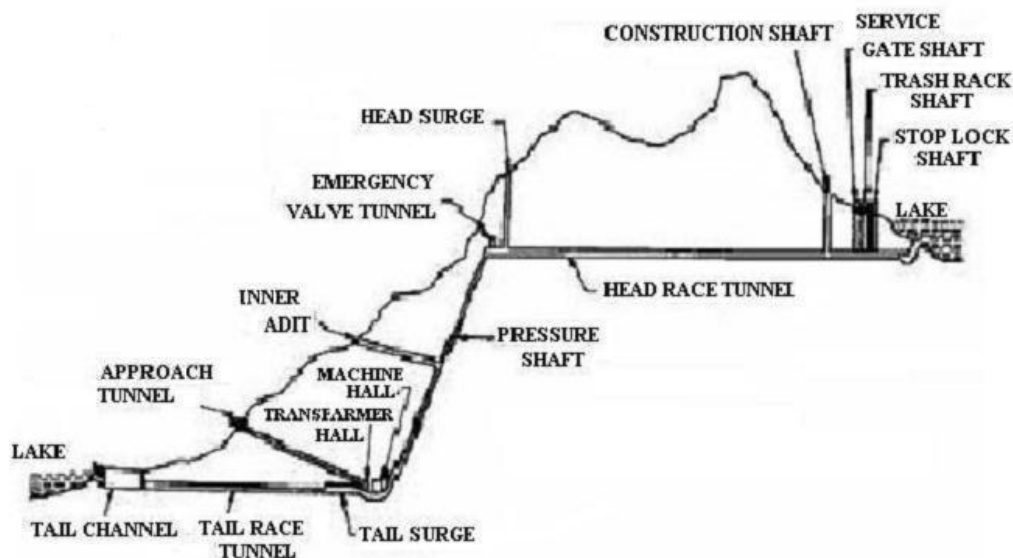 SERVICE
CONSTRUCTION SHAFT
GATE SHAFT
TRASH RACK
SHAFT
HEAD SURGE
STOP LOCK
SHAFT
EMERGENCY
VALVE TUNNEL
LAKE
HEAD RACE TUNNEL
INNER
ADIT
PRESSURE
SHAFT
APPROACH
TUNNEL
MACHINE
HALL
TRANSFARMER
HALL
LAKE
TAIL CHANNEL
TAIL RACE
TUNNEL
TAIL SURGE